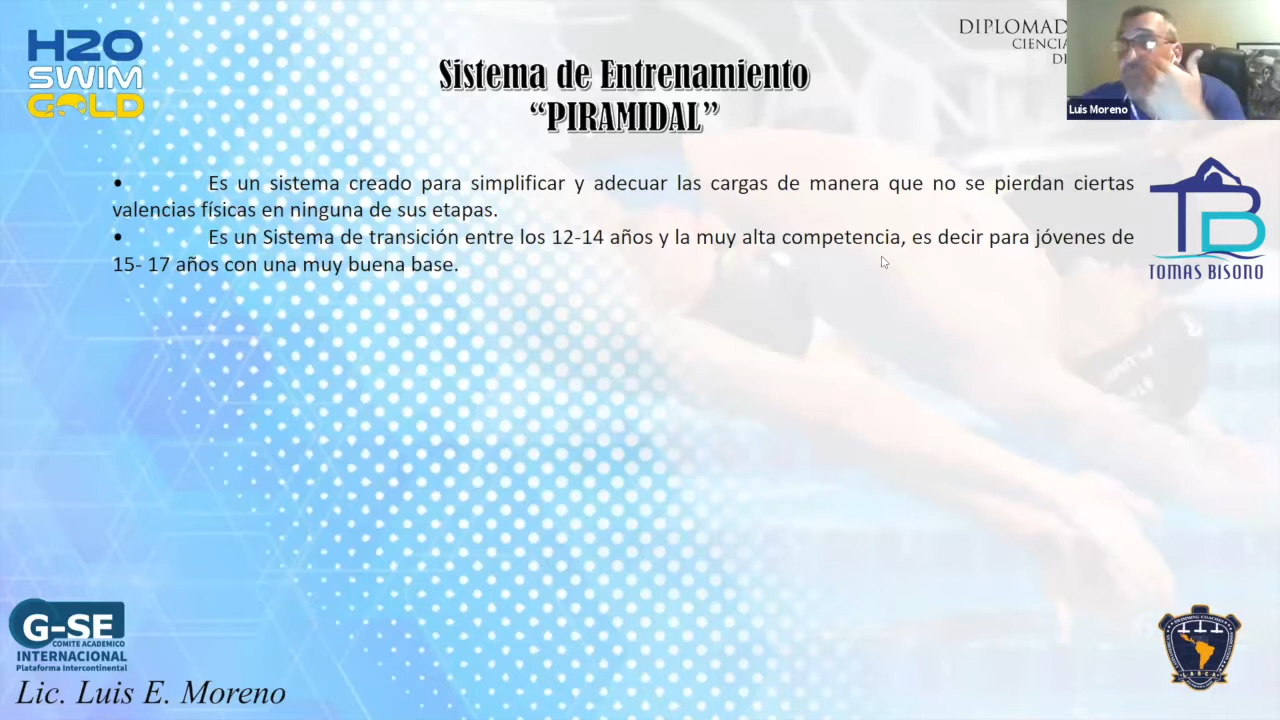 H2O
SWIM
GOLD
DIPLOMAD
CIENCIA
DE
Luis Moreno
Sistema de Entrenamiento
“PIRAMIDAL”
• Es un sistema creado para simplificar y adecuar las cargas de manera que no se pierdan ciertas
valencias físicas en ninguna de sus etapas.
• Es un Sistema de transición entre los 12-14 años y la muy alta competencia, es decir para jóvenes de
15- 17 años con una muy buena base.
TB
TOMAS BISONO
G-SE
COMITE ACADEMICO
INTERNACIONAL
Plataforma Intercontinental
Lic. Luis E. Moreno